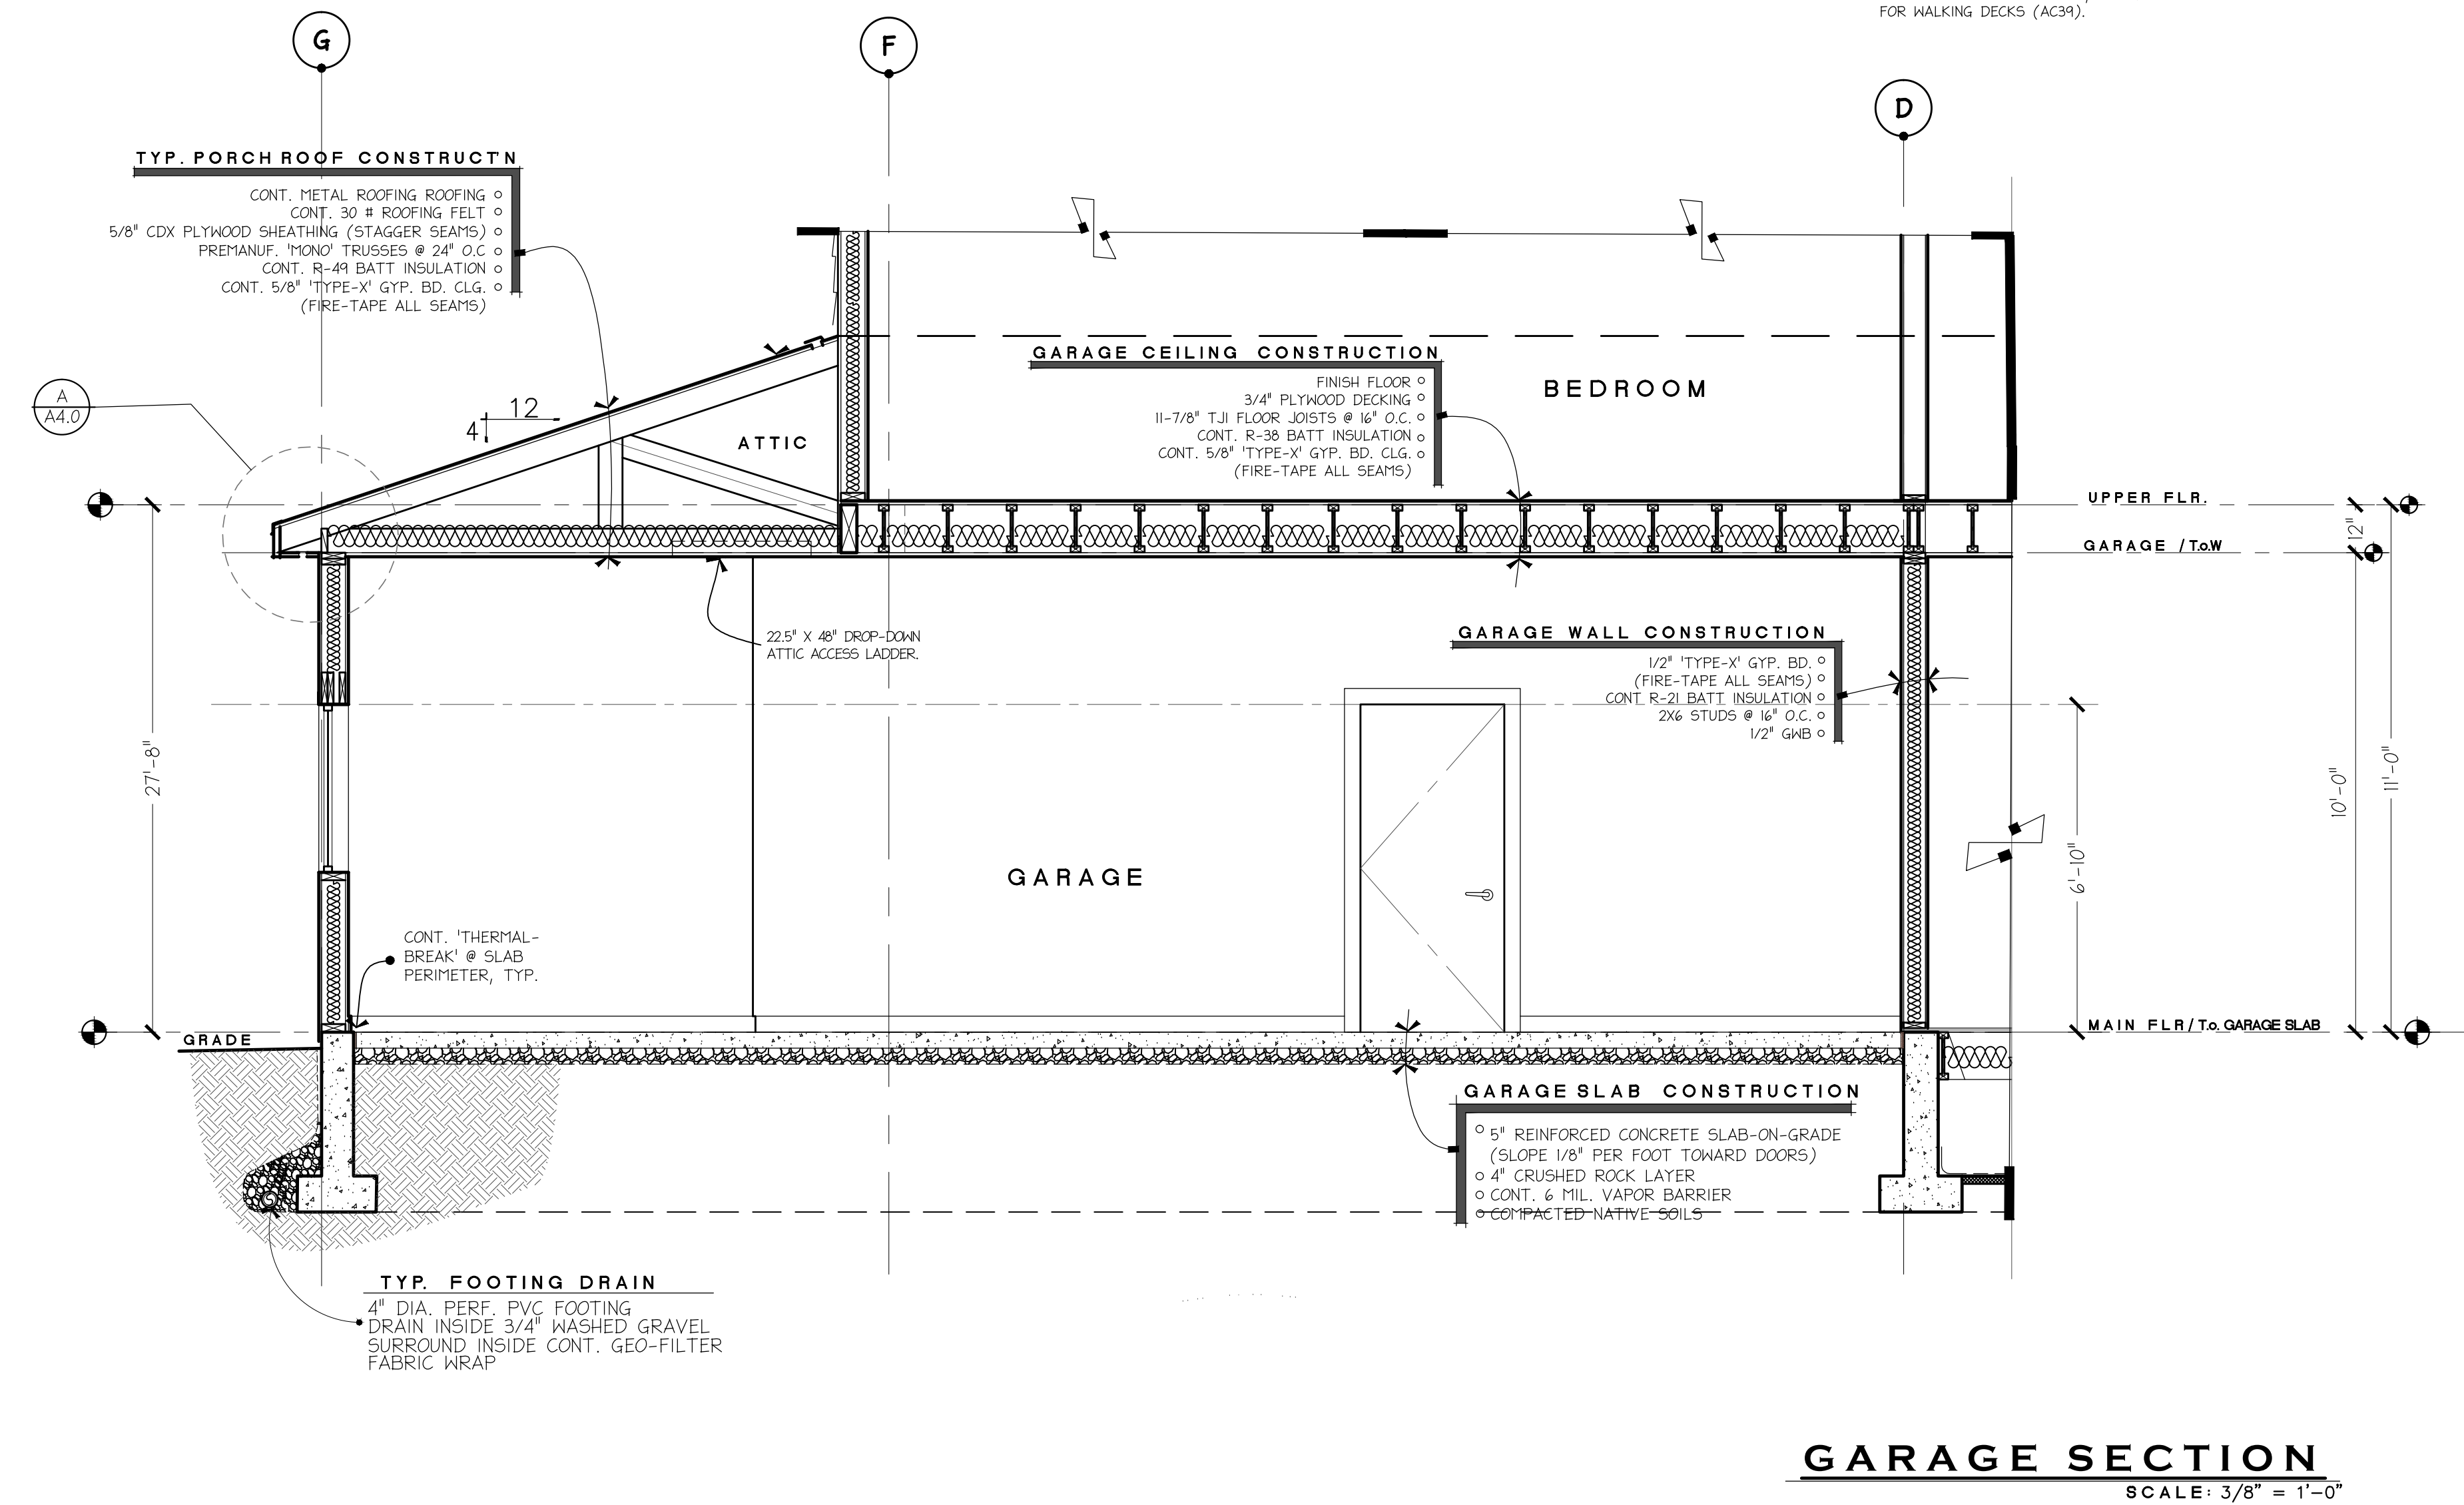 FOR WALKING DECKS (AC39).
G
F
D
TYP. PORCH ROOF CONSTRUCT'N
CONT. METAL ROOFING ROOFING
CONT. 30 # ROOFING FELT
5/8" CDX PLYWOOD SHEATHING (STAGGER SEAMS)
PREMANUF. 'MONO' TRUSSES @ 24" O.C
CONT. R-49 BATT INSULATION
CONT. 5/8" 'TYPE-X' GYP. BD. CLG.
(FIRE-TAPE ALL SEAMS)
A
A4.0
12
4
ATTIC
GARAGE CEILING CONSTRUCTION
FINISH FLOOR
3/4" PLYWOOD DECKING
11-7/8" TJI FLOOR JOISTS @ 16" O.C.
CONT. R-38 BATT INSULATION
CONT. 5/8" 'TYPE-X' GYP. BD. CLG.
(FIRE-TAPE ALL SEAMS)
BEDROOM
UPPER FLR.
12"
GARAGE / T.o.W
22.5" X 48" DROP-DOWN
ATTIC ACCESS LADDER.
GARAGE WALL CONSTRUCTION
1/2" 'TYPE-X' GYP. BD.
(FIRE-TAPE ALL SEAMS)
CONT R-21 BATT INSULATION
2X6 STUDS @ 16" O.C.
1/2" GWB
27'-8"
10'-0"
11'-0"
6'-10"
GARAGE
CONT. 'THERMAL-
BREAK' @ SLAB
PERIMETER, TYP.
GRADE
MAIN FLR / T.o. GARAGE SLAB
GARAGE SLAB CONSTRUCTION
5" REINFORCED CONCRETE SLAB-ON-GRADE
(SLOPE 1/8" PER FOOT TOWARD DOORS)
4" CRUSHED ROCK LAYER
CONT. 6 MIL. VAPOR BARRIER
COMPACTED NATIVE SOILS
TYP. FOOTING DRAIN
4" DIA. PERF. PVC FOOTING
DRAIN INSIDE 3/4" WASHED GRAVEL
SURROUND INSIDE CONT. GEO-FILTER
FABRIC WRAP
GARAGE SECTION
SCALE: 3/8" = 1'-0"